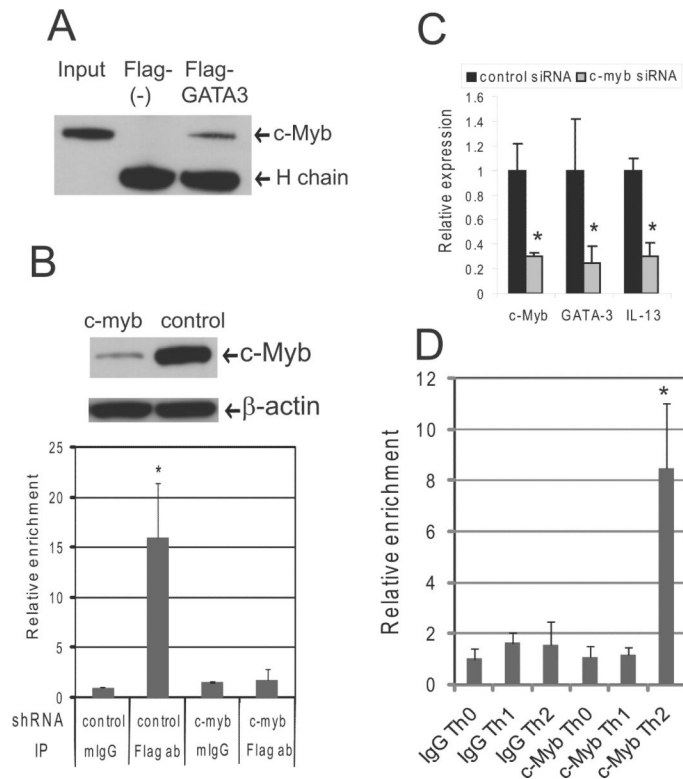 A
Input Flag- Flag-
(-) GATA3
←c-Myb
←H chain
B
c-myb control
←c-Myb
←β-actin
25
20
15
10
5
0
Relative enrichment
*
shRNA control control c-myb c-myb
IP mIgG Flag ab mIgG Flag ab
C
control siRNA c-myb siRNA
1.6
1.4
1.2
1
0.8
0.6
0.4
0.2
0
Relative expression
* * *
c-Myb GATA-3 IL-13
D
12
10
8
6
4
2
0
Relative enrichment
*
IgG Th0
IgG Th1
IgG Th2
c-Myb Th0
c-Myb Th1
c-Myb Th2